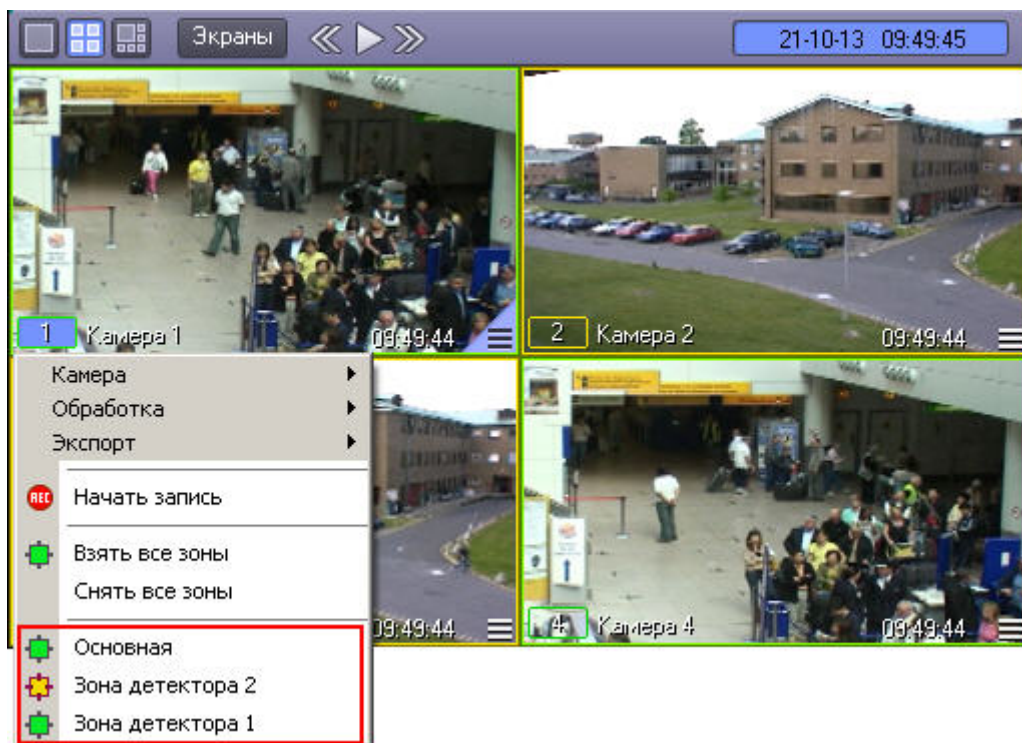 Экраны
21-10-13 09:49:45
1 Камера 1 09:49:44
2 Камера 2 09:49:44
Камера
Обработка
Экспорт
REC Начать запись
Взять все зоны
Снять все зоны
09:49:44
4 Камера 4 09:49:44
Основная
Зона детектора 2
Зона детектора 1